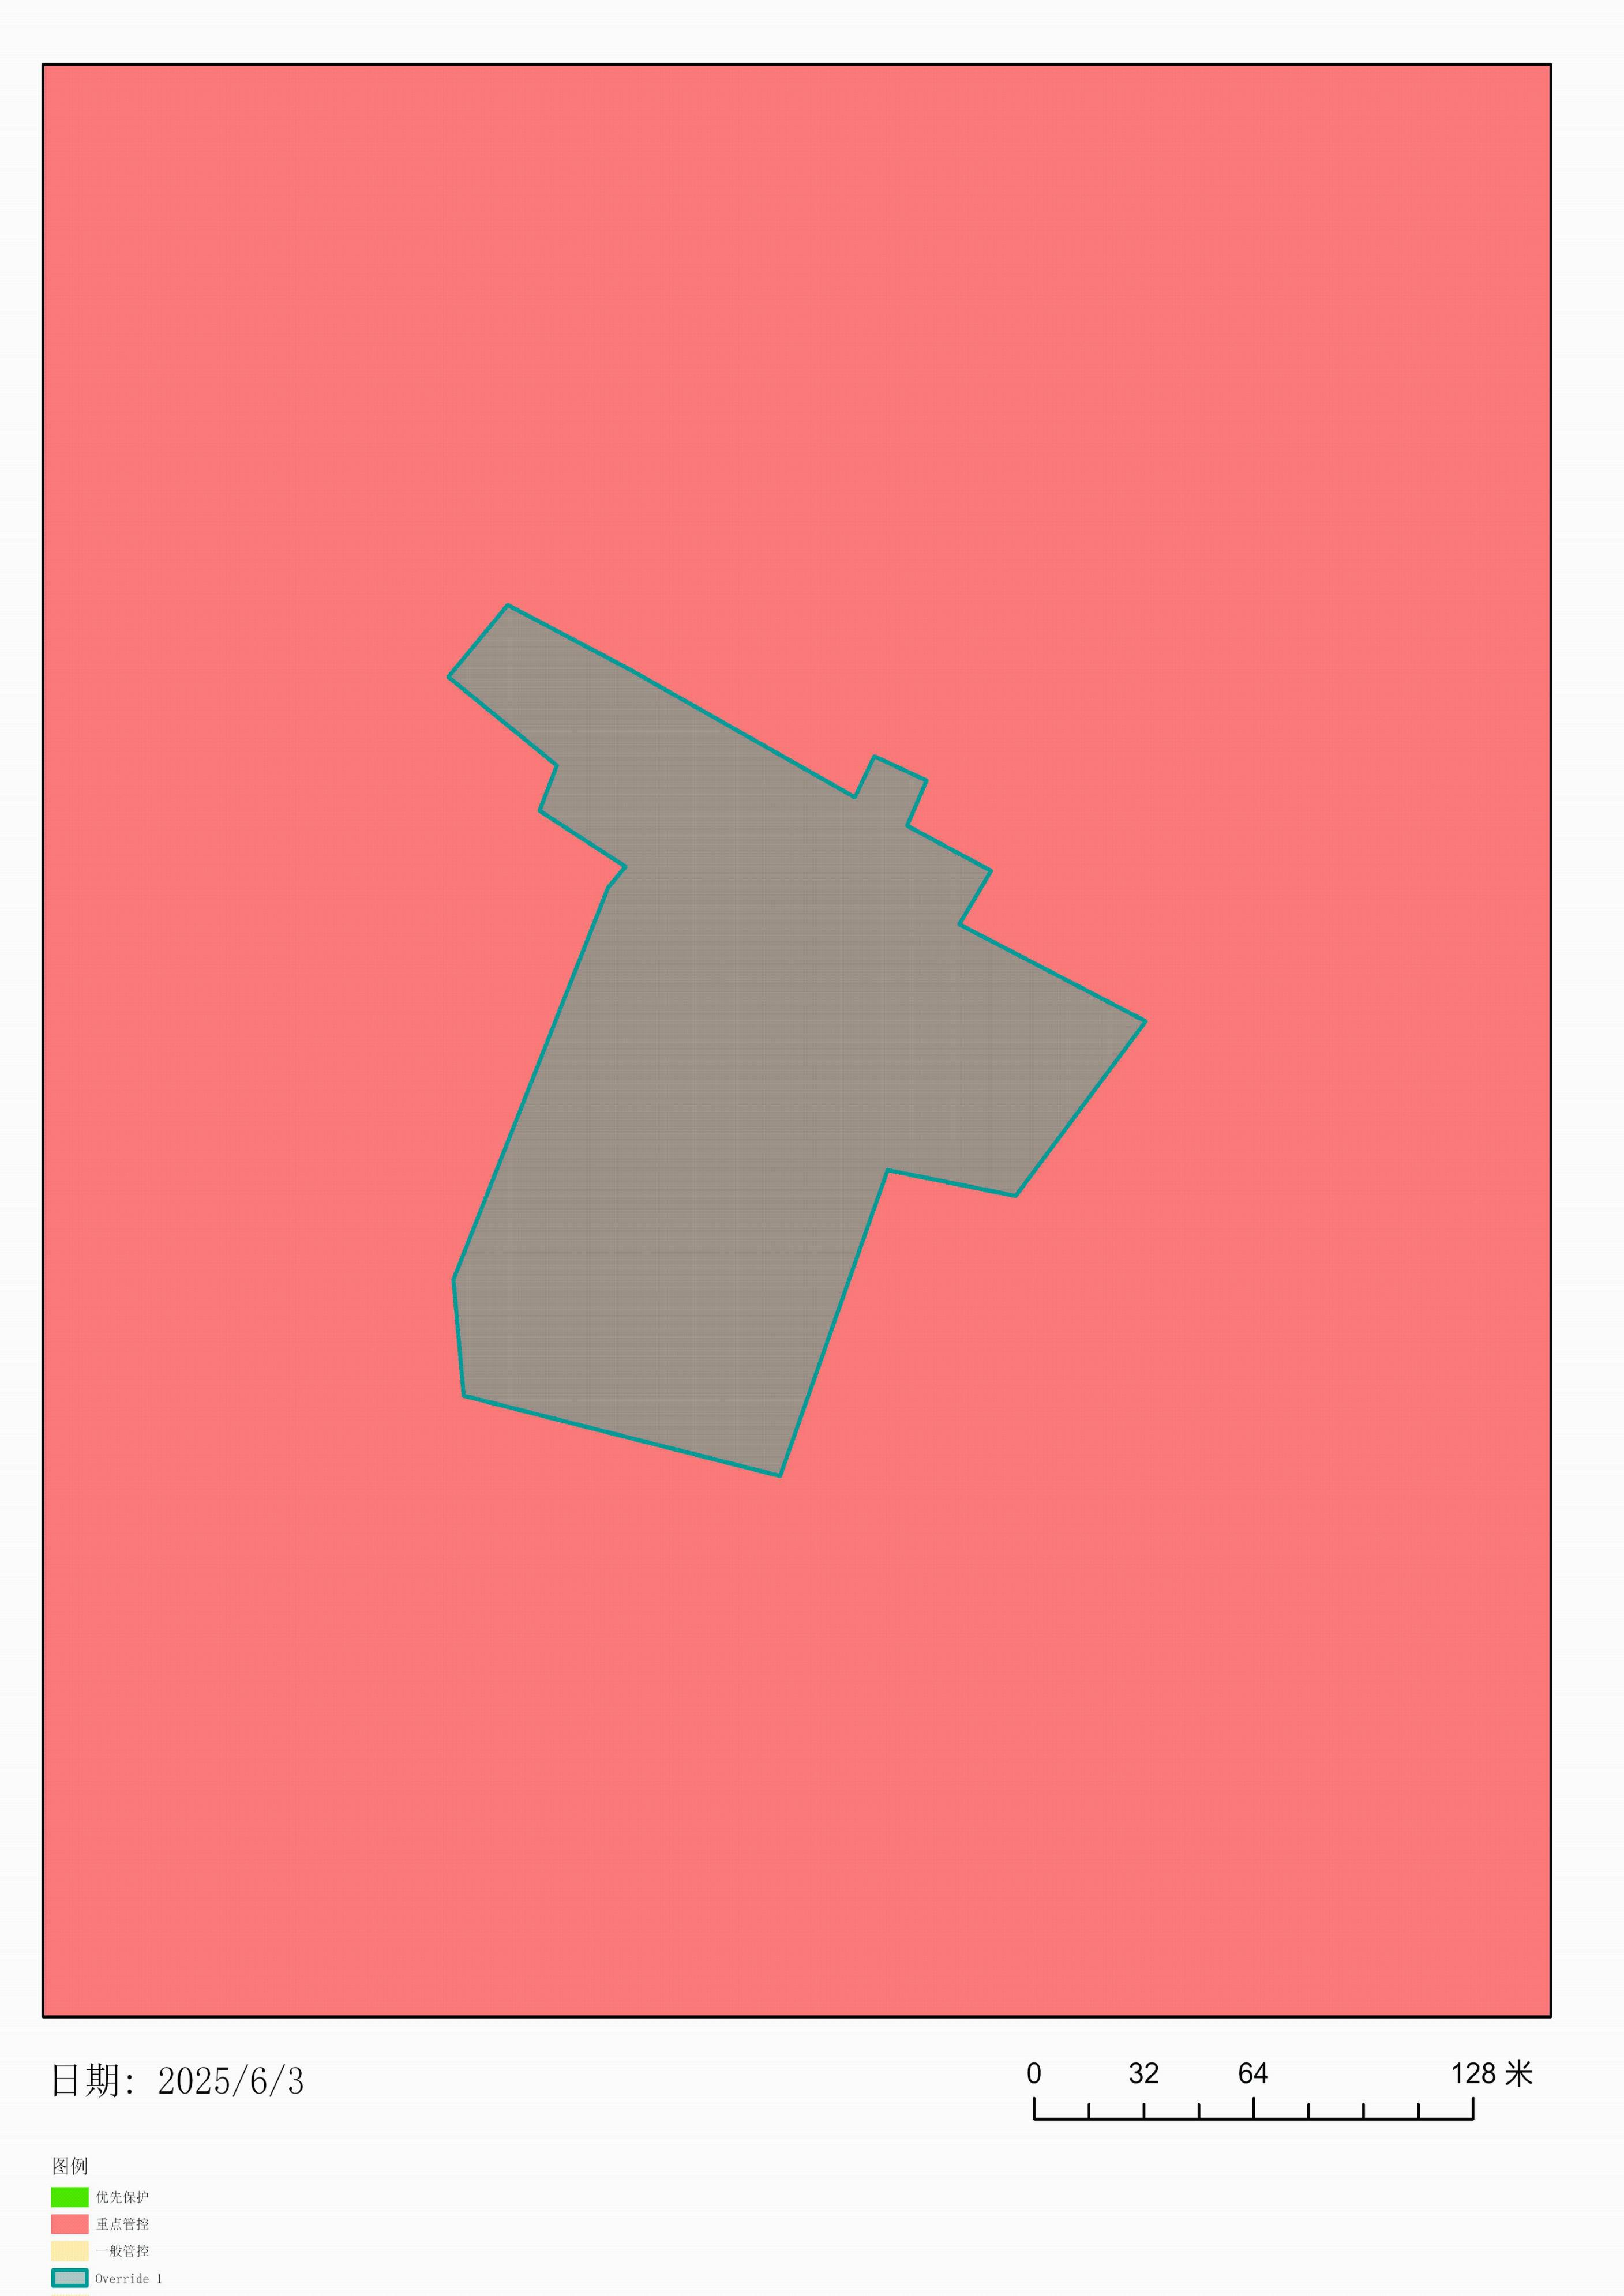 日期: 2025/6/3
0 32 64 128 米
图例
优先保护
重点管控
一般管控
Override 1